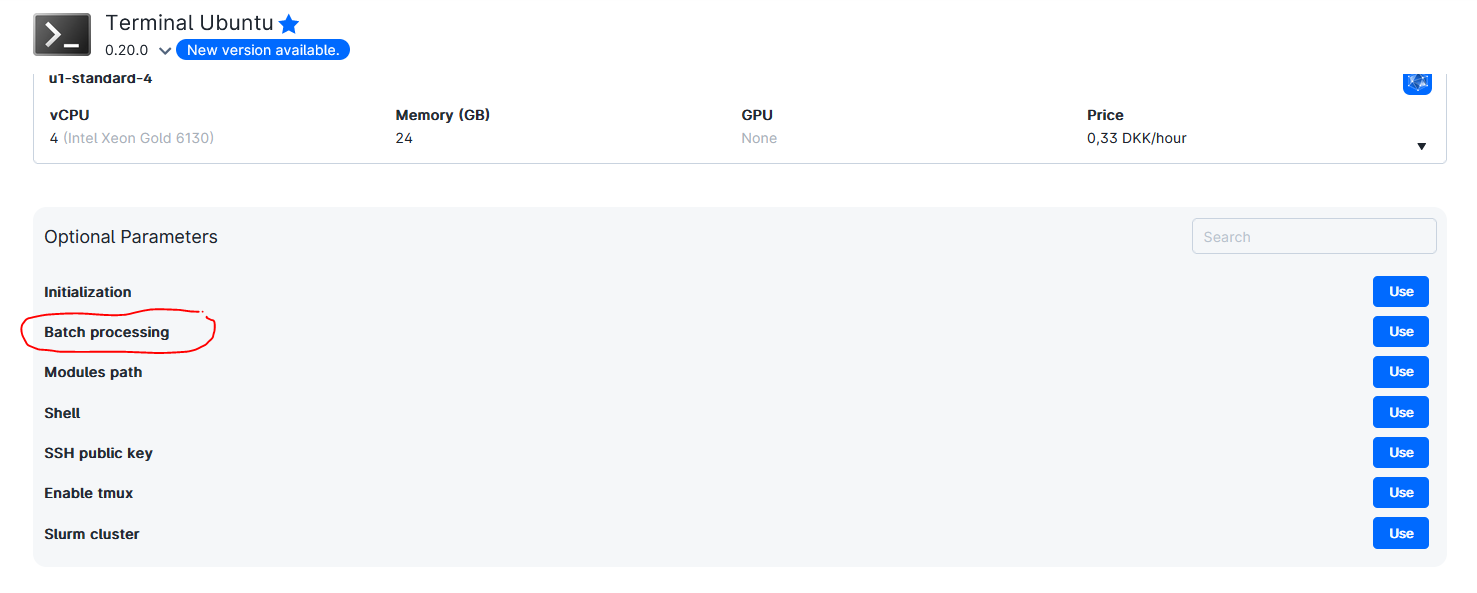 Terminal Ubuntu
0.20.0 New version available.
u1-standard-4
vCPU Memory (GB) GPU Price
4 (Intel Xeon Gold 6130) 24 None 0,33 DKK/hour
Optional Parameters Search
Initialization Use
Batch processing Use
Modules path Use
Shell Use
SSH public key Use
Enable tmux Use
Slurm cluster Use